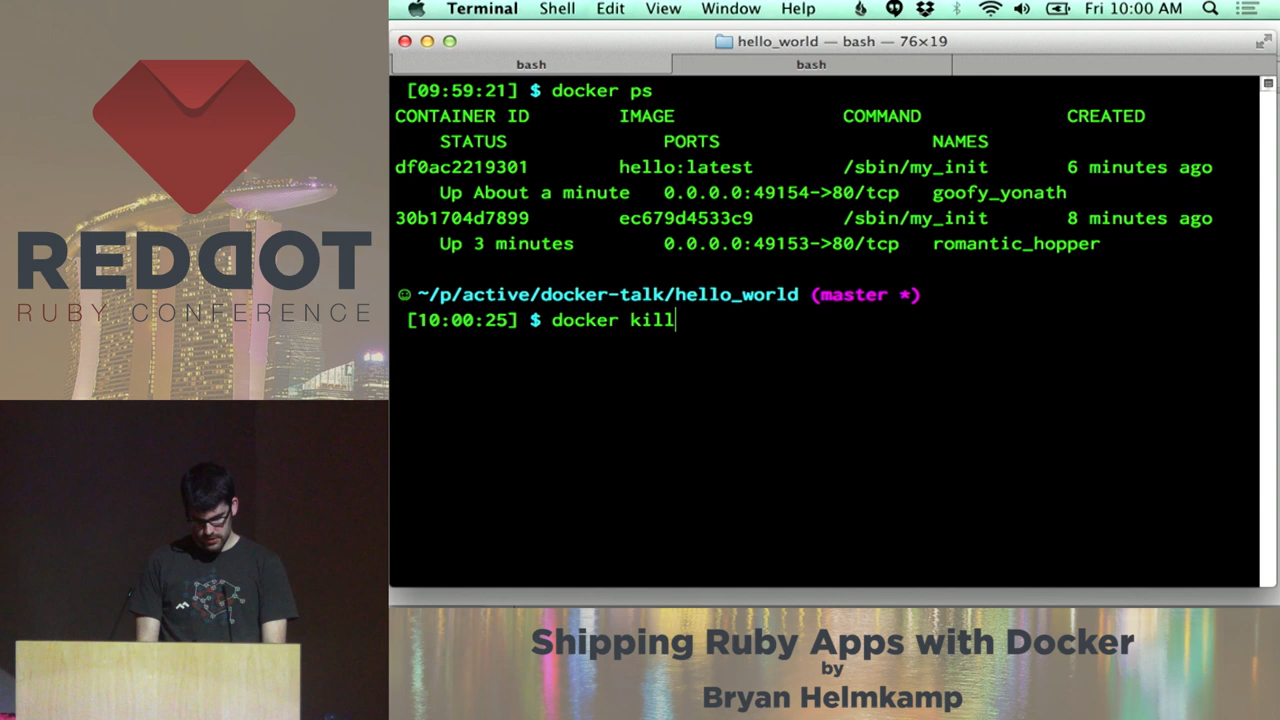 REDDOT
RUBY CONFERENCE
Terminal Shell Edit View Window Help Fri 10:00 AM
hello_world — bash — 76×19
bash bash
[09:59:21] $ docker ps
CONTAINER ID IMAGE COMMAND CREATED
STATUS PORTS NAMES
df0ac2219301 hello:latest /sbin/my_init 6 minutes ago
Up About a minute 0.0.0.0:49154->80/tcp goofy_yonath
30b1704d7899 ec679d4533c9 /sbin/my_init 8 minutes ago
Up 3 minutes 0.0.0.0:49153->80/tcp romantic_hopper
☺ ~/p/active/docker-talk/hello_world (master *)
[10:00:25] $ docker kill
Shipping Ruby Apps with Docker
by
Bryan Helmkamp